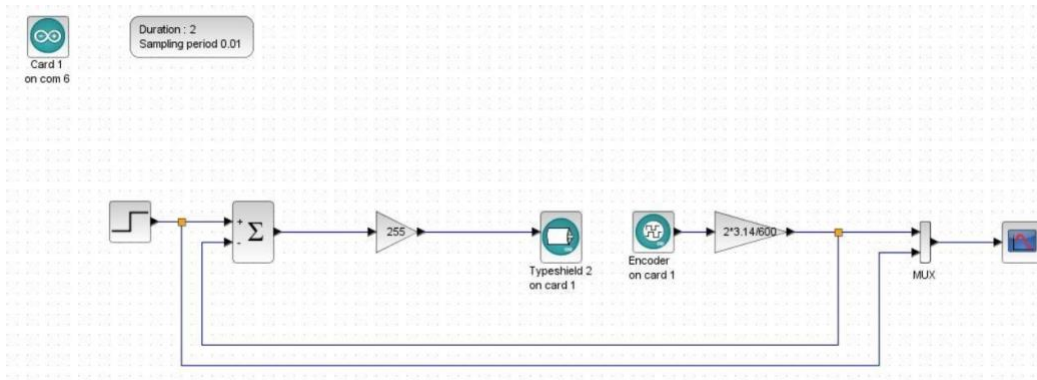 Duration : 2
Sampling period 0.01
Card 1
on com 6
+
-
Σ
255
2*3.14/600
Typeshield 2
on card 1
Encoder
on card 1
MUX